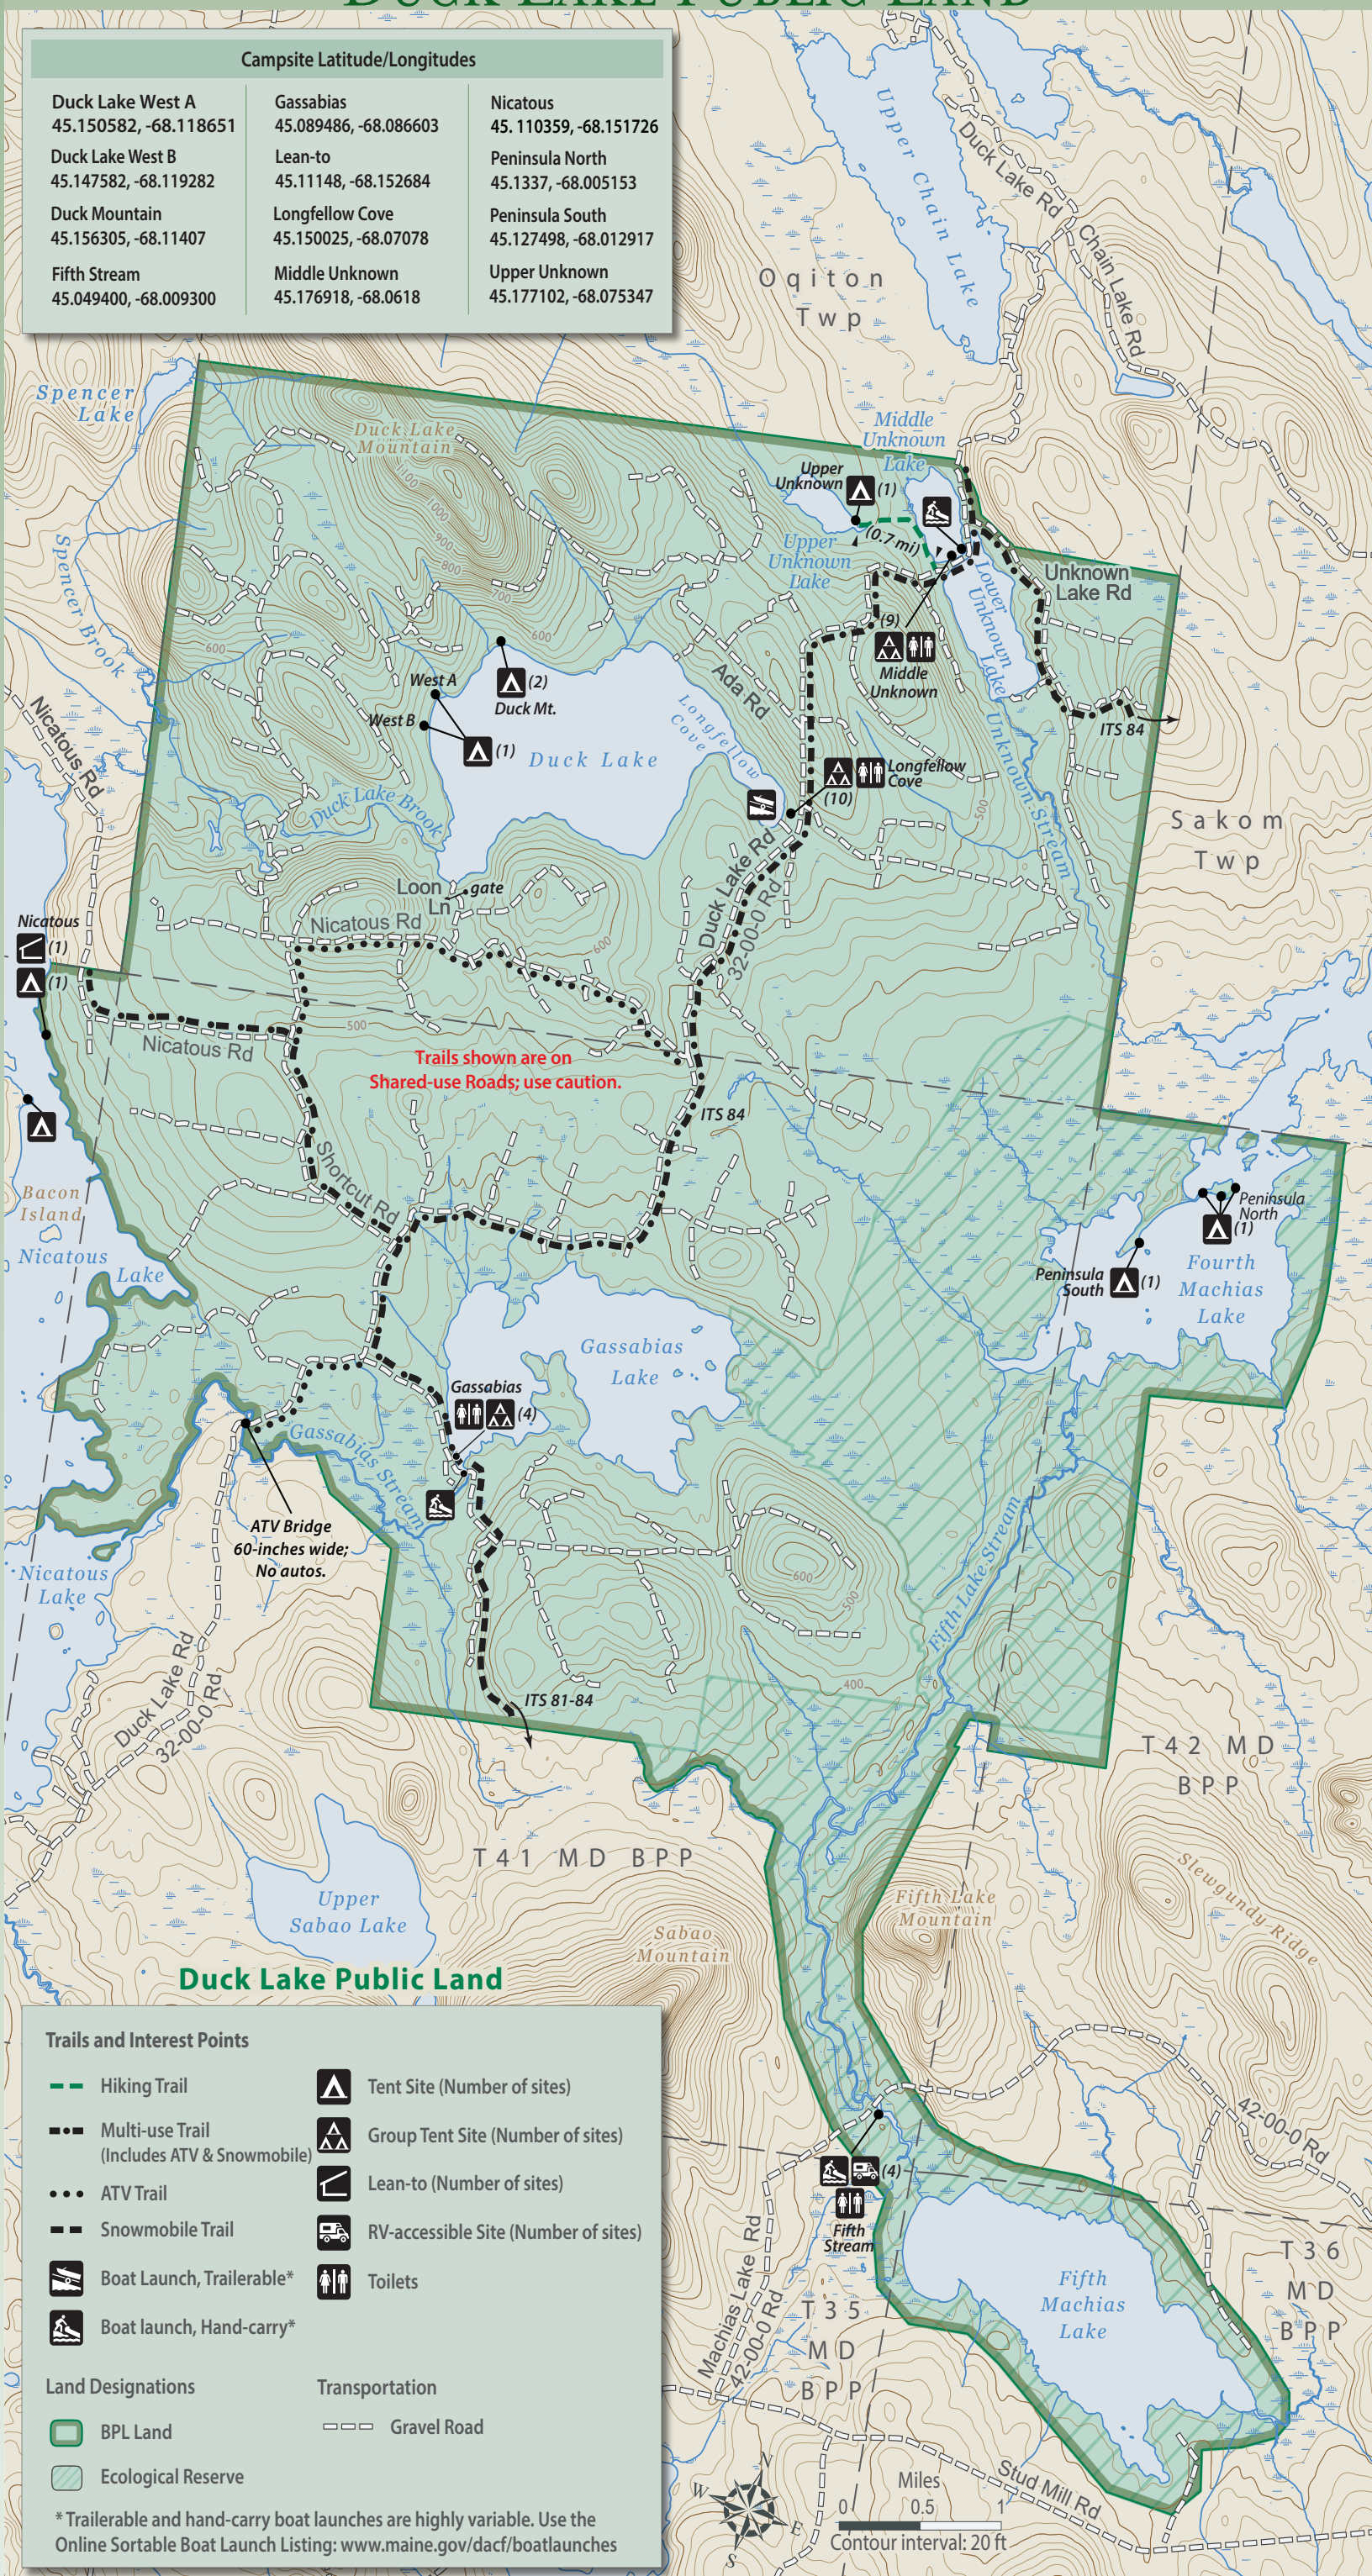 DUCK LAKE PUBLIC LAND
Campsite Latitude/Longitudes
Duck Lake West A
45.150582, -68.118651
Duck Lake West B
45.147582, -68.119282
Duck Mountain
45.156305, -68.11407
Fifth Stream
45.049400, -68.009300
Gassabias
45.089486, -68.086603
Lean-to
45.11148, -68.152684
Longfellow Cove
45.150025, -68.07078
Middle Unknown
45.176918, -68.0618
Nicatous
45. 110359, -68.151726
Peninsula North
45.1337, -68.005153
Peninsula South
45.127498, -68.012917
Upper Unknown
45.177102, -68.075347
Upper Chain Lake
Duck Lake Rd
Chain Lake Rd
Oqiton
Twp
Spencer
Lake
Duck Lake
Mountain
1100
1000
900
800
700
600
600
Middle
Unknown
Lake
Upper
Unknown
(1)
(0.7 mi)
Upper
Unknown
Lake
Lower
Unknown
Lake
Unknown
Lake Rd
Spencer Brook
(9)
Middle
Unknown
West A
West B
(2)
Duck Mt.
(1)
Duck Lake
Ada Rd
Longfellow
Cove
Longfellow
Cove
(10)
ITS 84
Unknown Stream
500
Nicatous Rd
Duck Lake Brook
Sakom
Twp
Loon
Ln
gate
Nicatous Rd
Duck Lake Rd
32-00-0 Rd
600
Nicatous
(1)
(1)
Nicatous Rd
500
Trails shown are on
Shared-use Roads; use caution.
ITS 84
Shortcut Rd
Bacon
Island
Nicatous
Lake
Peninsula
North
(1)
Peninsula
South
(1)
Fourth
Machias
Lake
Gassabias
Lake
Gassabias
(4)
Gassabias Stream
ATV Bridge
60-inches wide;
No autos.
Nicatous
Lake
Fifth Lake Stream
600
500
400
Duck Lake Rd
32-00-0 Rd
ITS 81-84
T42 MD
BPP
T41 MD BPP
Upper
Sabao Lake
Fifth Lake
Mountain
Sabao
Mountain
Slewgundy Ridge
42-00-0 Rd
(4)
Fifth
Stream
Machias Lake Rd
42-00-0 Rd
T35
MD
BPP
Fifth
Machias
Lake
T36
MD
BPP
Stud Mill Rd
N
W
E
S
Miles
0 0.5 1
Contour interval: 20 ft
Duck Lake Public Land
Trails and Interest Points
Hiking Trail
Multi-use Trail
(Includes ATV & Snowmobile)
ATV Trail
Snowmobile Trail
Boat Launch, Trailerable*
Boat launch, Hand-carry*
Tent Site (Number of sites)
Group Tent Site (Number of sites)
Lean-to (Number of sites)
RV-accessible Site (Number of sites)
Toilets
Land Designations
BPL Land
Ecological Reserve
Transportation
Gravel Road
* Trailerable and hand-carry boat launches are highly variable. Use the
Online Sortable Boat Launch Listing: www.maine.gov/dacf/boatlaunches